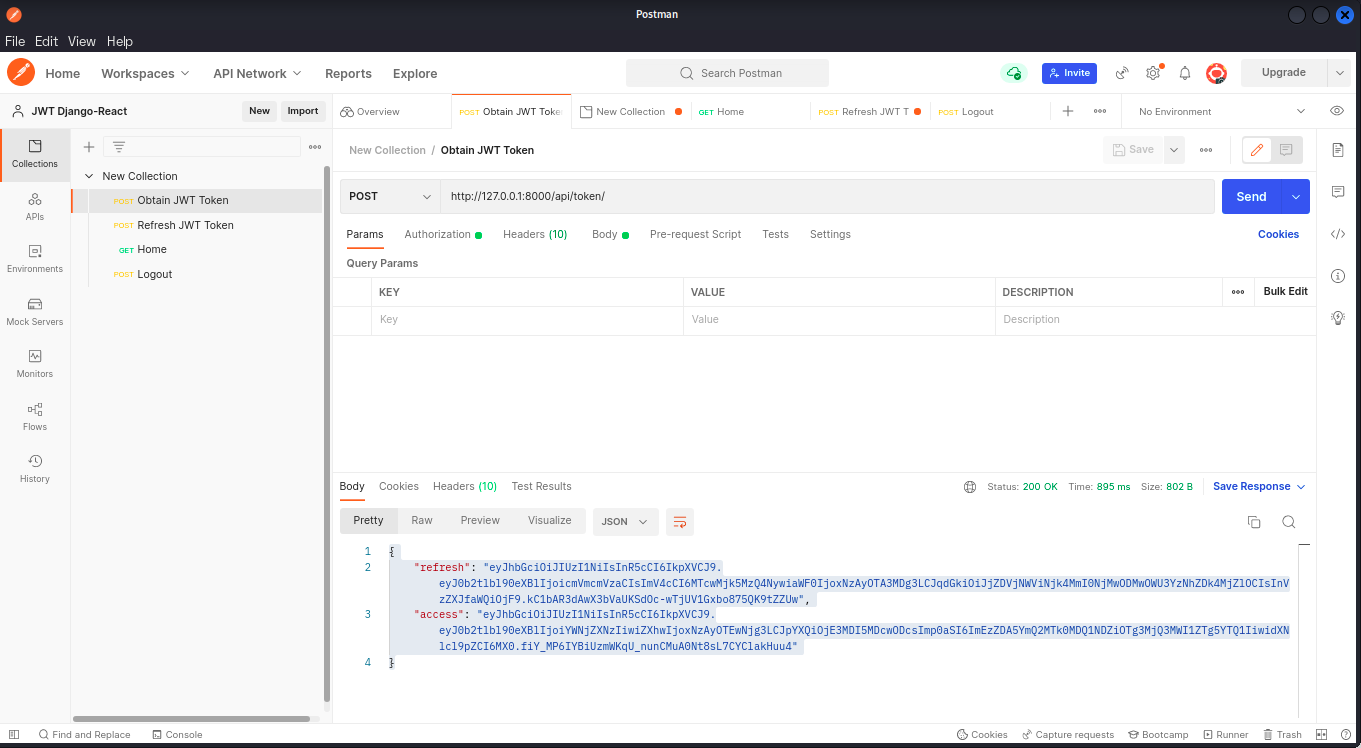 Postman
File Edit View Help
Home Workspaces API Network Reports Explore Search Postman Invite Upgrade
JWT Django-React New Import
Overview POST Obtain JWT Toke New Collection GET Home POST Refresh JWT T POST Logout No Environment
Collections
APIs
Environments
Mock Servers
Monitors
Flows
History
New Collection
POST Obtain JWT Token
POST Refresh JWT Token
GET Home
POST Logout
New Collection / Obtain JWT Token Save
POST http://127.0.0.1:8000/api/token/ Send
Params Authorization Headers (10) Body Pre-request Script Tests Settings Cookies
Query Params
KEY VALUE DESCRIPTION Bulk Edit
Key Value Description
Body Cookies Headers (10) Test Results Status: 200 OK Time: 895 ms Size: 802 B Save Response
Pretty Raw Preview Visualize JSON
1 {
2 "refresh": "eyJhbGciOiJIUzI1NiIsInR5cCI6IkpXVCJ9.
eyJ0b2tlbl90eXBlIjoicmVmcmVzaCIsImV4cCI6MTcwMjk5MzQ4NywiaWF0IjoxNzAyOTA3MDg3LCJqdGkiOiJjZDVjNWViNjk4MmI0NjMwODMwOWU3YzNhZDk4MjZlOCIsInV
zZXJfaWQiOjF9.kC1bAR3dAwX3bVaUKSdOc-wTjUV1Gxbo875QK9tZZUw",
3 "access": "eyJhbGciOiJIUzI1NiIsInR5cCI6IkpXVCJ9.
eyJ0b2tlbl90eXBlIjoiYWNjZXNzIiwiZXhwIjoxNzAyOTEwNjg3LCJpYXQiOjE3MDI5MDcwODcsImp0aSI6ImEzZDA5YmQ2MTk0MDQ1NDZiOTg3MjQ3MWI1ZTg5YTQ1IiwidXN
lcl9pZCI6MX0.fiY_MP6IYBiUzmWKqU_nunCMuA0Nt8sL7CYClakHuu4"
4 }
Find and Replace Console Cookies Capture requests Bootcamp Runner Trash